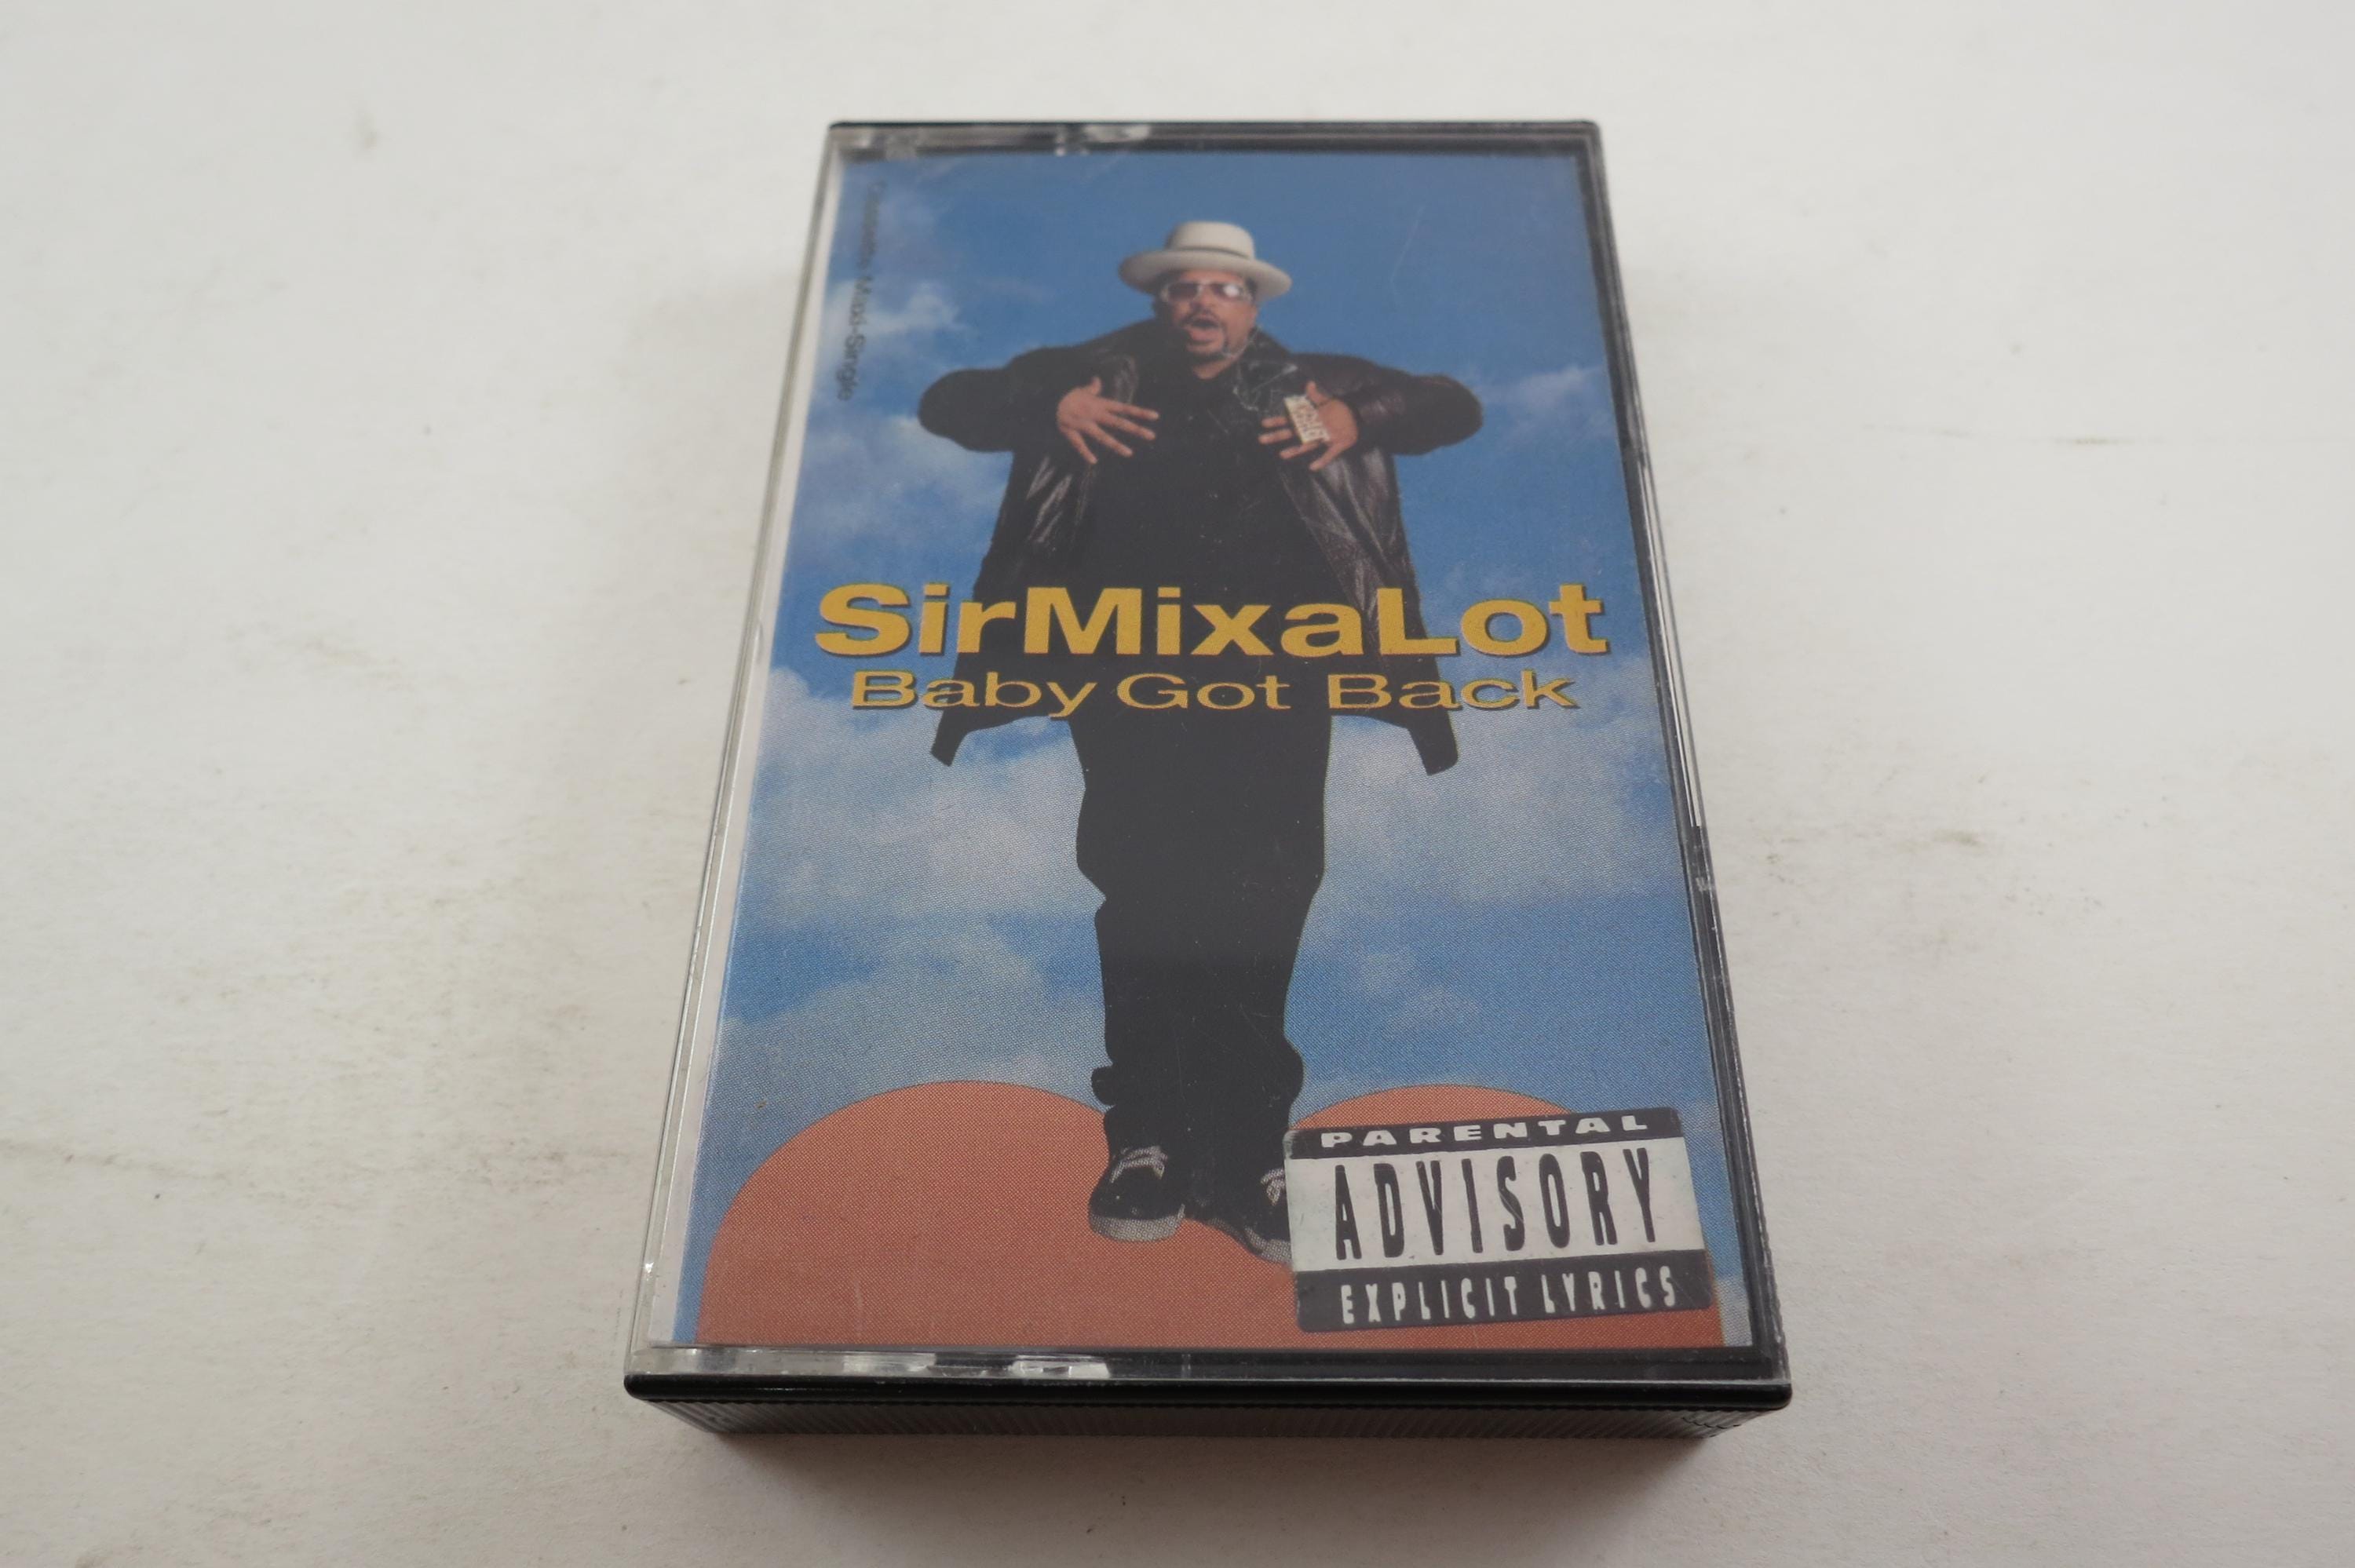 Cassette Maxi-Single
SirMixaLot
Baby Got Back
PARENTAL
ADVISORY
EXPLICIT LYRICS